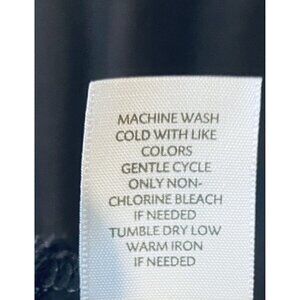 MACHINE WASH
COLD WITH LIKE
COLORS
GENTLE CYCLE
ONLY NON-
CHLORINE BLEACH
IF NEEDED
TUMBLE DRY LOW
WARM IRON
IF NEEDED